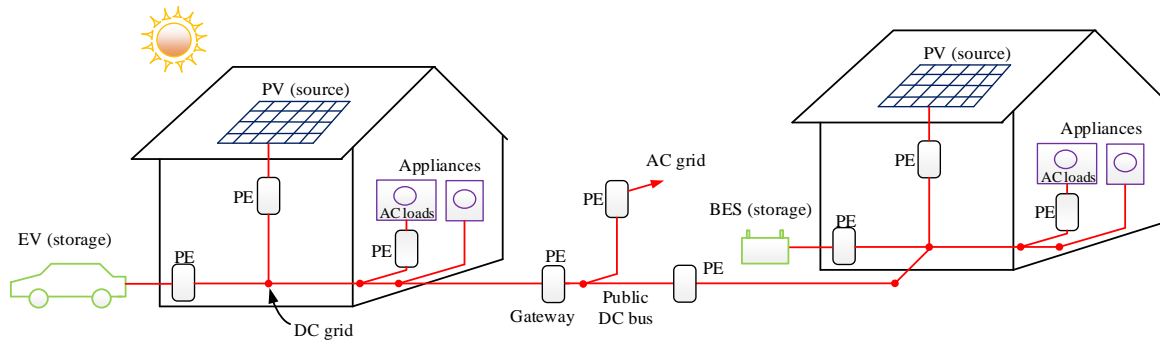 PV (source)
PE
Appliances
AC loads
PE
EV (storage)
PE
DC grid
PE
Gateway
PE
AC grid
Public
DC bus
PE
PV (source)
PE
Appliances
AC loads
PE
BES (storage)
PE